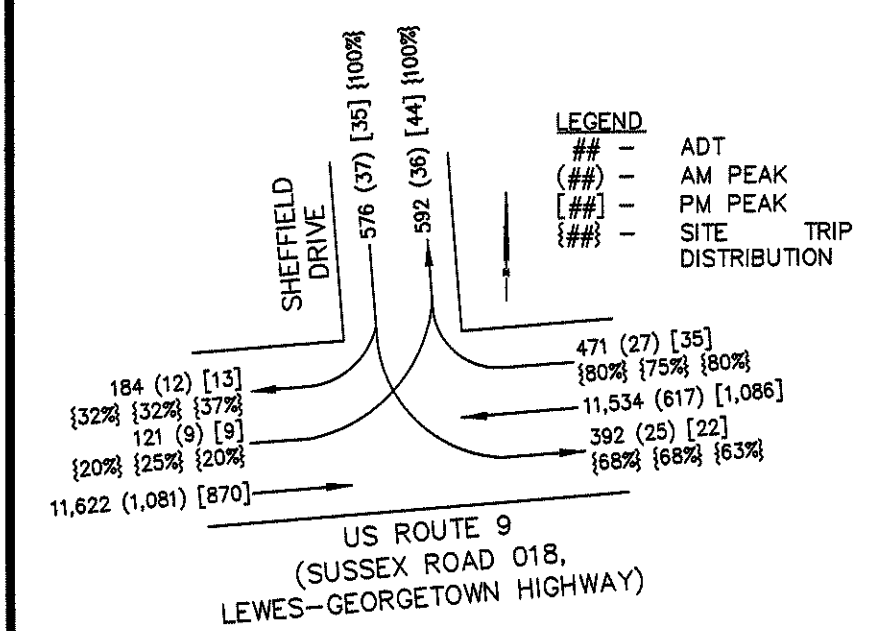 576 (37) [35] {100%}
592 (36) [44] {100%}
SHEFFIELD
DRIVE
LEGEND
## - ADT
(##) - AM PEAK
[##] - PM PEAK
{##} - SITE TRIP
DISTRIBUTION
184 (12) [13]
{32%} {32%} {37%}
121 (9) [9]
{20%} {25%} {20%}
11,622 (1,081) [870]
471 (27) [35]
{80%} {75%} {80%}
11,534 (617) [1,086]
392 (25) [22]
{68%} {68%} {63%}
US ROUTE 9
(SUSSEX ROAD 018,
LEWES-GEORGETOWN HIGHWAY)